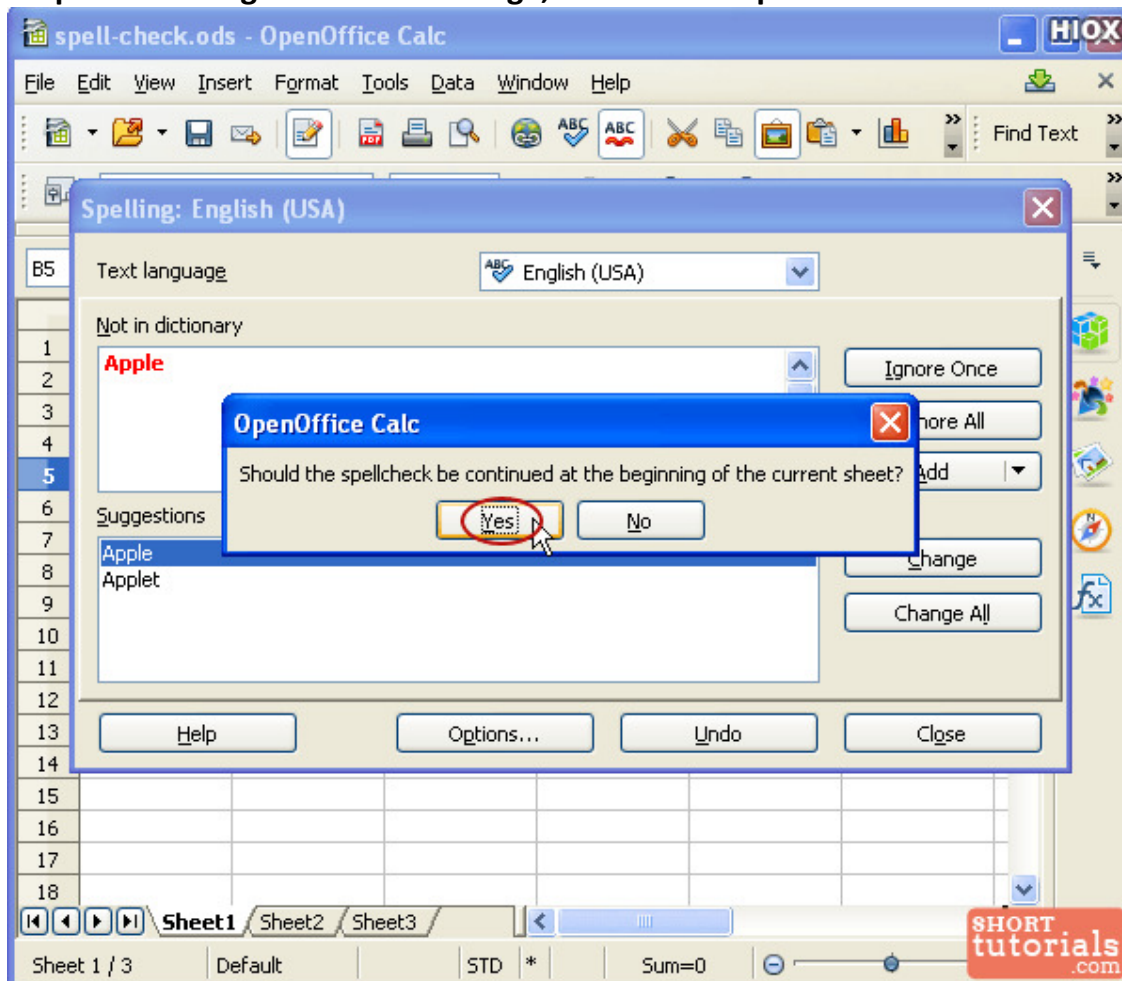 spell-check.ods - OpenOffice Calc
HIOX
File Edit View Insert Format Tools Data Window Help
ABC ABC Find Text
Spelling: English (USA)
B5
Text language
ABC English (USA)
Not in dictionary
Apple
Ignore Once
OpenOffice Calc
nore All
Should the spellcheck be continued at the beginning of the current sheet?
Add
Yes No
Suggestions
Apple
Change
Applet
Change All
Help Options... Undo Close
1
2
3
4
5
6
7
8
9
10
11
12
13
14
15
16
17
18
Sheet1 Sheet2 Sheet3
Sheet 1 / 3 Default STD * Sum=0
SHORT
tutorials
.com